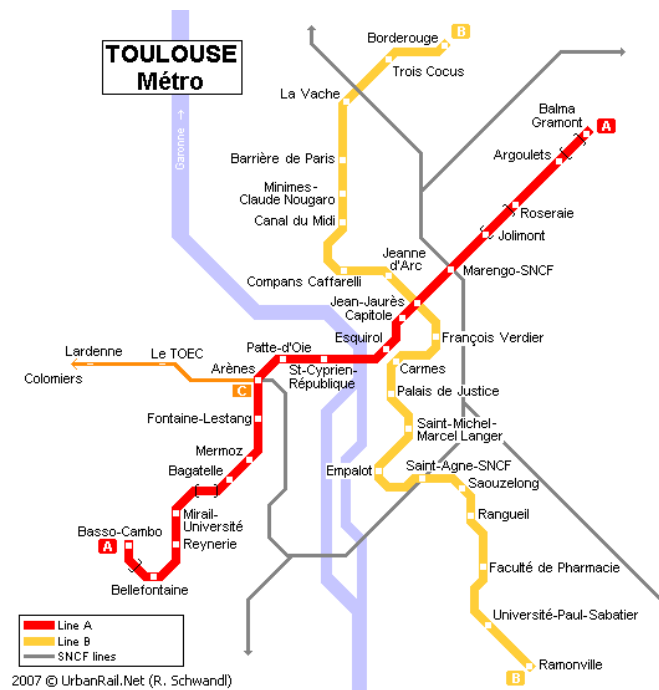 TOULOUSE
Métro
Garonne →
B
Borderouge
Trois Cocus
La Vache
Balma
Gramont
A
Argoulets
Barrière de Paris
Minimes-
Claude Nougaro
Canal du Midi
Roseraie
Jolimont
Jeanne
d'Arc
Compans Caffarelli
Marengo-SNCF
Jean-Jaurès
Capitole
Esquirol
François Verdier
Patte-d'Oie
St-Cyprien-
République
Carmes
Lardenne
Le TOEC
Arènes
Colomiers
C
Palais de Justice
Fontaine-Lestang
Saint-Michel-
Marcel Langer
Mermoz
Bagatelle
Empalot
Saint-Agne-SNCF
Saouzelong
Mirail-
Université
Rangueil
Basso-Cambo
A
Reynerie
Bellefontaine
Faculté de Pharmacie
Université-Paul-Sabatier
Line A
Line B
SNCF lines
B
Ramonville
2007 © UrbanRail.Net (R. Schwandl)